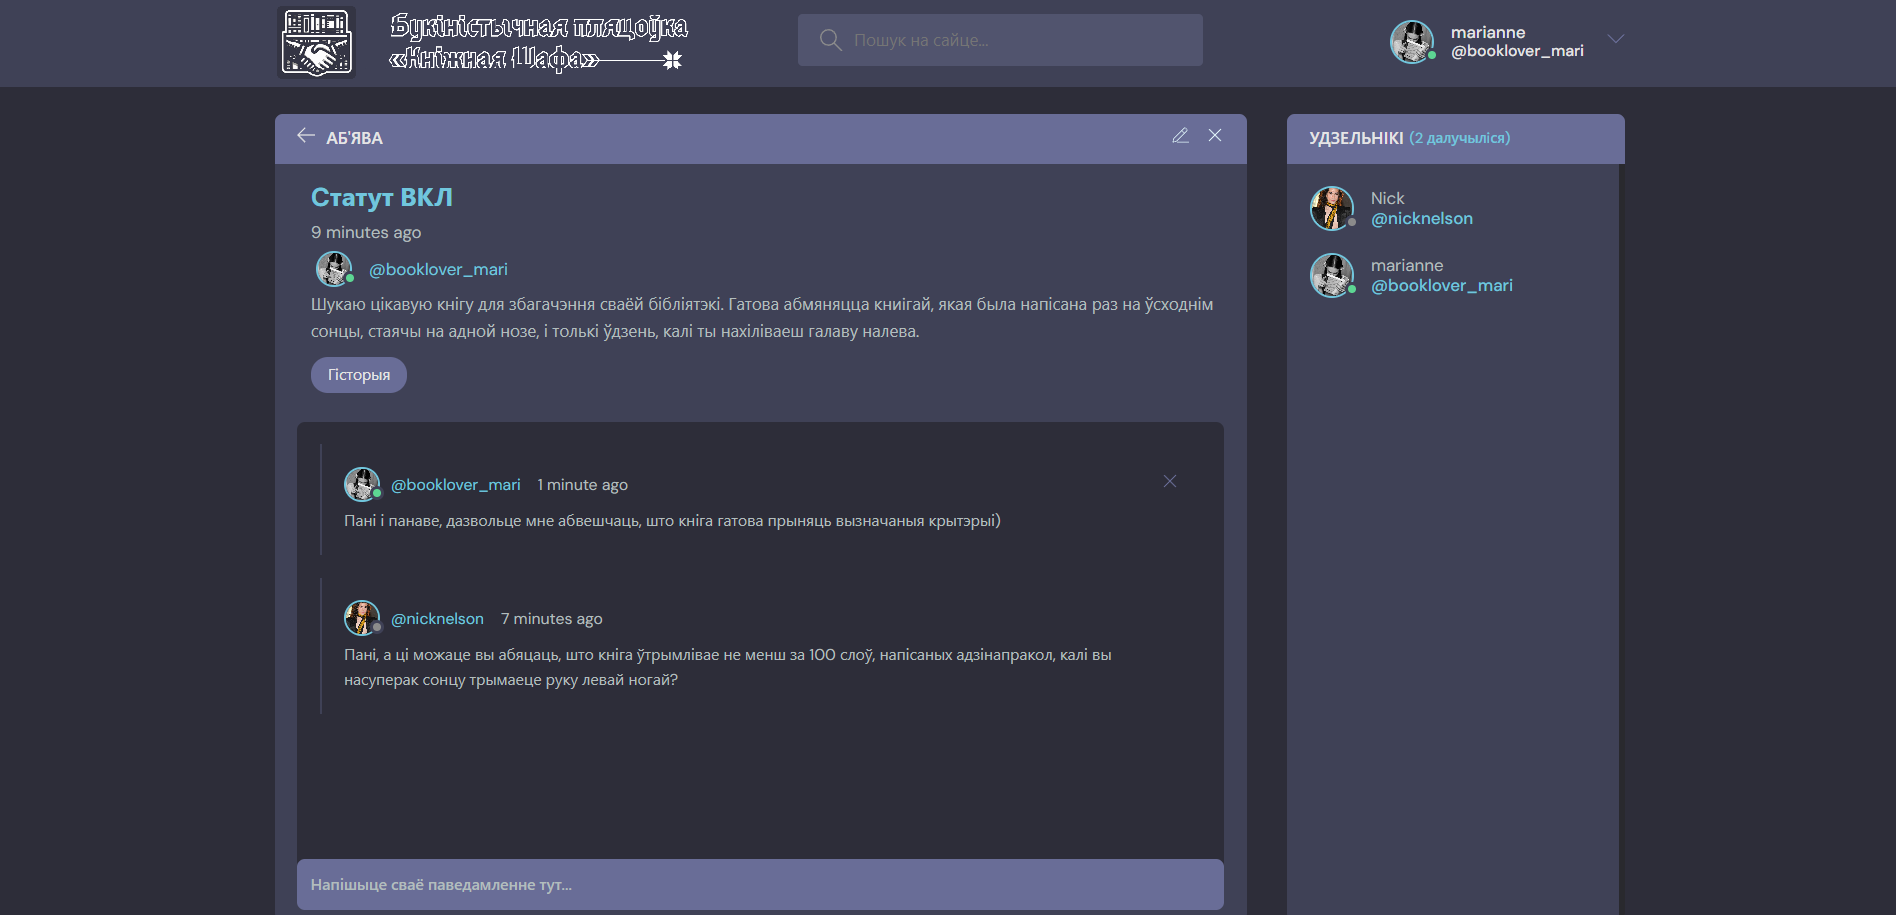 Букіністычная пляцоўка
«Кніжная Шафа»
Пошук на сайце...
marianne
@booklover_mari
АБ'ЯВА
Статут ВКЛ
9 minutes ago
@booklover_mari
Шукаю цікавую кнігу для збагачэння сваёй бібліятэкі. Гатова абмяняцца книігай, якая была напісана раз на ўсходнім
сонцы, стаячы на адной нозе, і толькі ўдзень, калі ты нахіліваеш галаву налева.
Гісторыя
@booklover_mari 1 minute ago
Пані і панаве, дазвольце мне абвешчаць, што кніга гатова прыняць вызначаныя крытэрыі)
@nicknelson 7 minutes ago
Пані, а ці можаце вы абяцаць, што кніга ўтрымлівае не менш за 100 слоў, напісаных адзінапракол, калі вы
насуперак сонцу трымаеце руку левай ногай?
Напішыце сваё паведамленне тут...
УДЗЕЛЬНІКІ (2 далучыліся)
Nick
@nicknelson
marianne
@booklover_mari